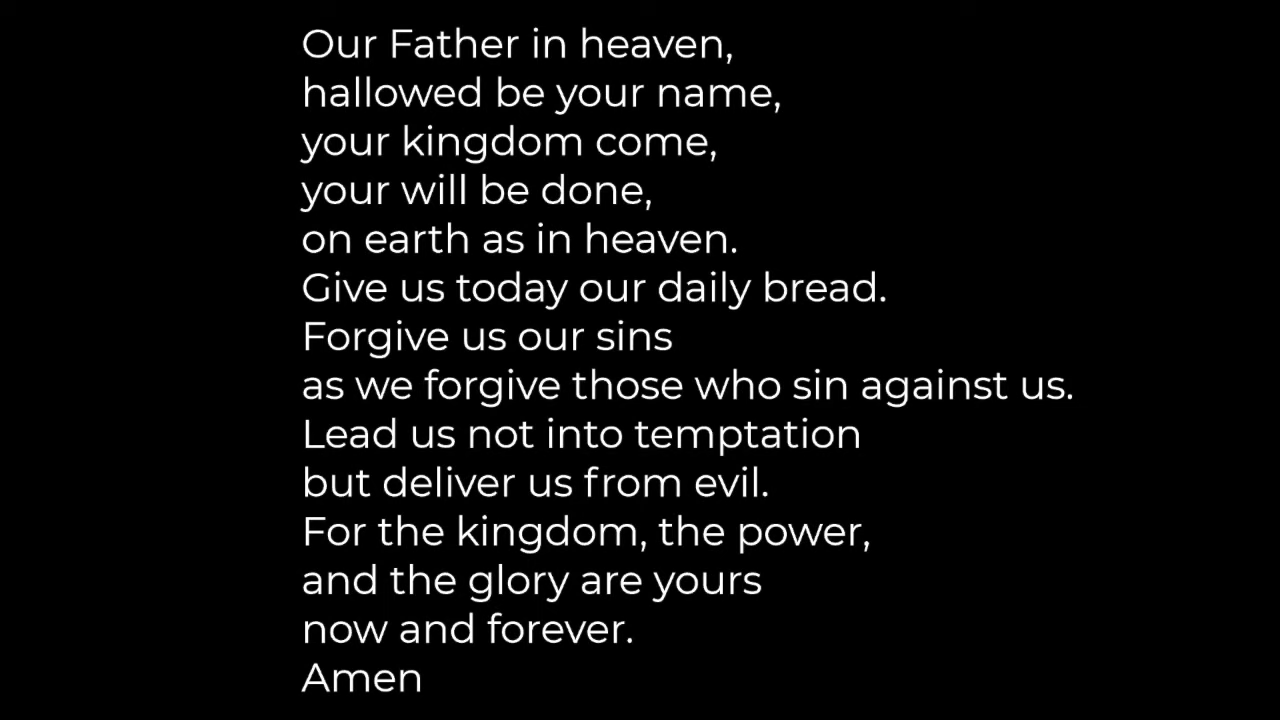 Our Father in heaven,
hallowed be your name,
your kingdom come,
your will be done,
on earth as in heaven.
Give us today our daily bread.
Forgive us our sins
as we forgive those who sin against us.
Lead us not into temptation
but deliver us from evil.
For the kingdom, the power,
and the glory are yours
now and forever.
Amen